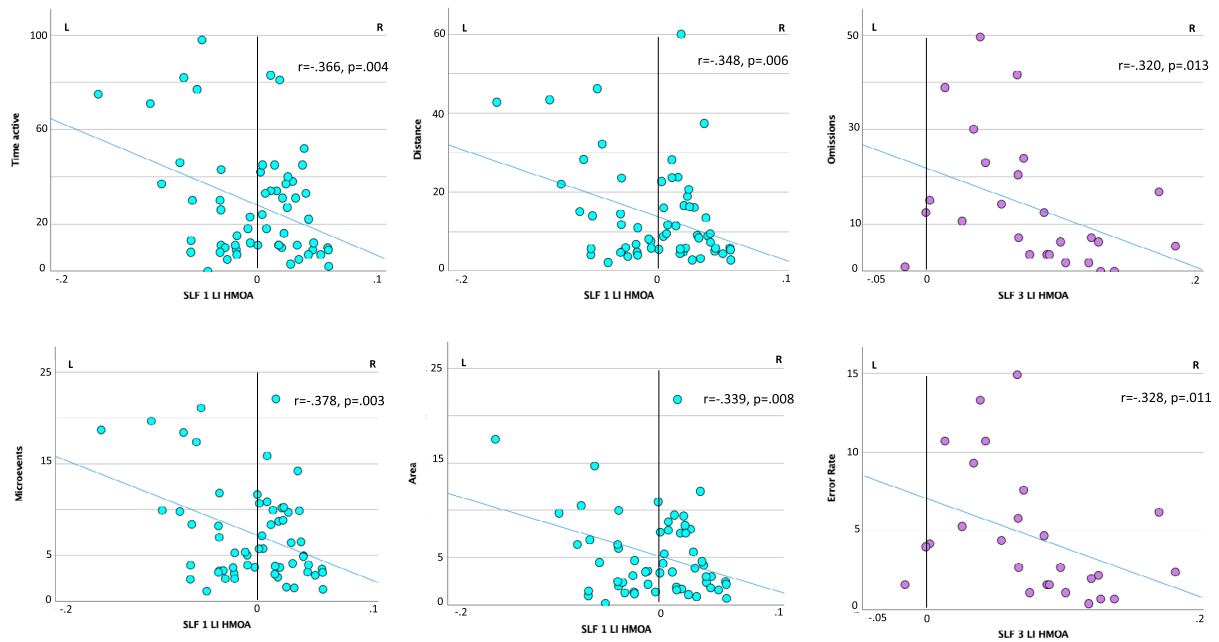 L R
100
r=-.366, p=.004
Time active
60
20
0
-.2 0 .1
SLF 1 LI HMOA
L R
60
r=-.348, p=.006
40
Distance
20
0
-.2 0 .1
SLF 1 LI HMOA
L R
50
r=-.320, p=.013
30
Omissions
10
0
-.05 0 .2
SLF 3 LI HMOA
L R
25
r=-.378, p=.003
15
Microevents
5
0
-.2 0 .1
SLF 1 LI HMOA
L R
25
r=-.339, p=.008
15
Area
5
0
-.2 0 .1
SLF 1 LI HMOA
L R
15
r=-.328, p=.011
10
Error Rate
5
0
-.05 0 .2
SLF 3 LI HMOA